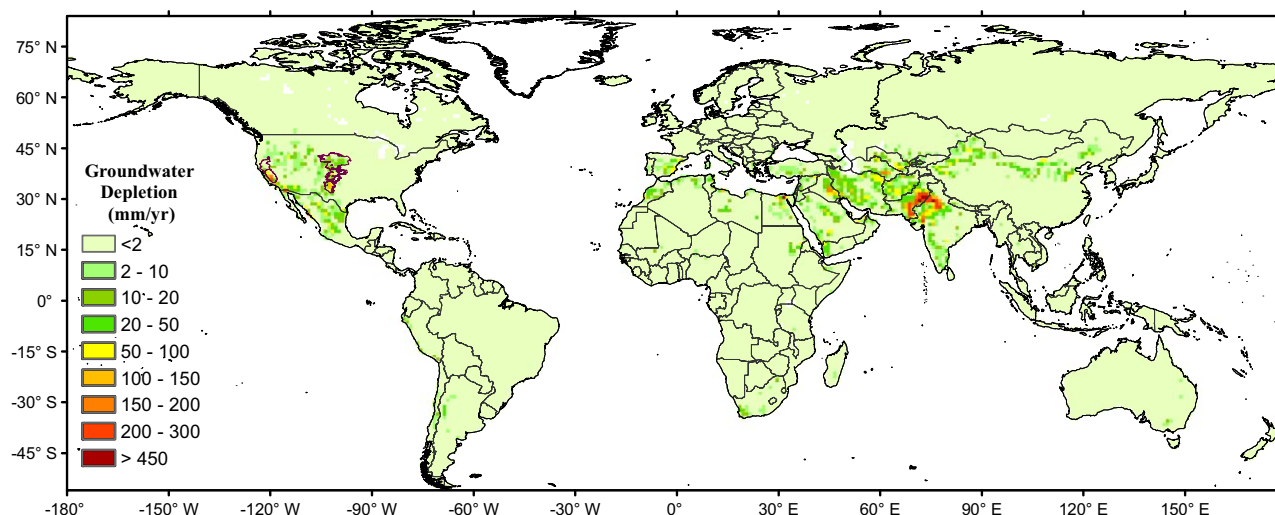 75° N
60° N
45° N
30° N
15° N
0°
-15° S
-30° S
-45° S
Groundwater
Depletion
(mm/yr)
<2
2 - 10
10 - 20
20 - 50
50 - 100
100 - 150
150 - 200
200 - 300
> 450
-180° -150° W -120° W -90° W -60° W -30° W 0° 30° E 60° E 90° E 120° E 150° E